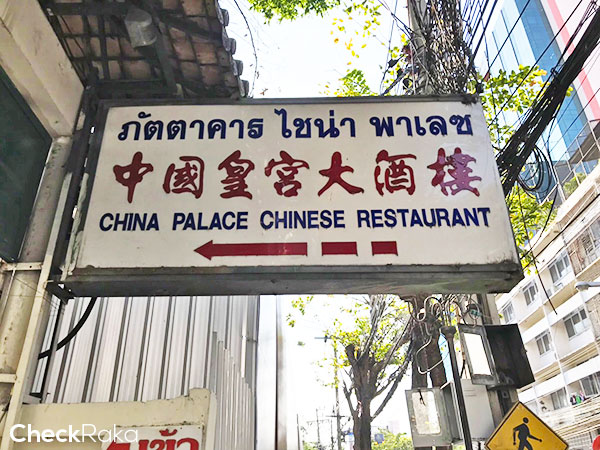 ภัตตาคาร ไชน่า พาเลซ
中國皇宮大酒樓
CHINA PALACE CHINESE RESTAURANT
CheckRaka